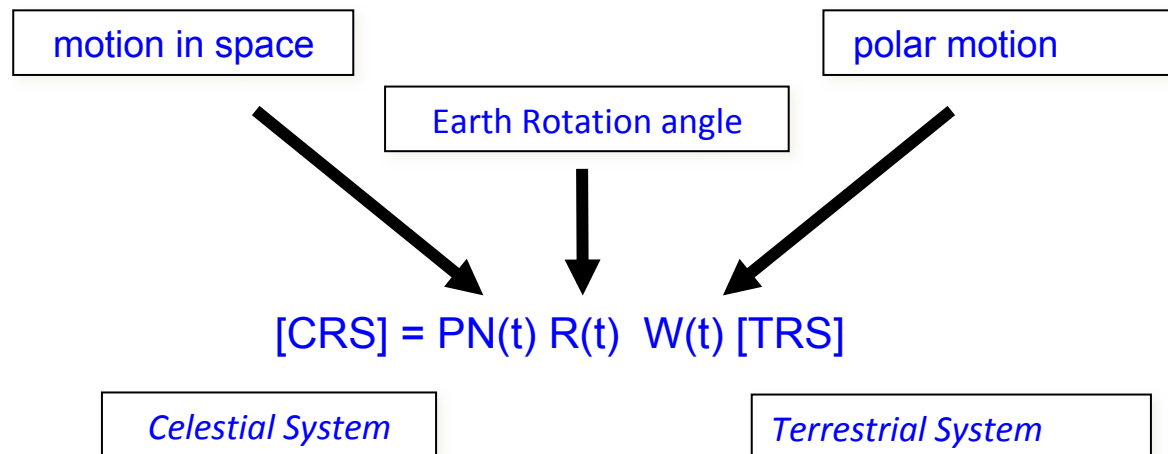 motion in space
polar motion
Earth Rotation angle
[CRS] = PN(t) R(t) W(t) [TRS]
Celestial System
Terrestrial System